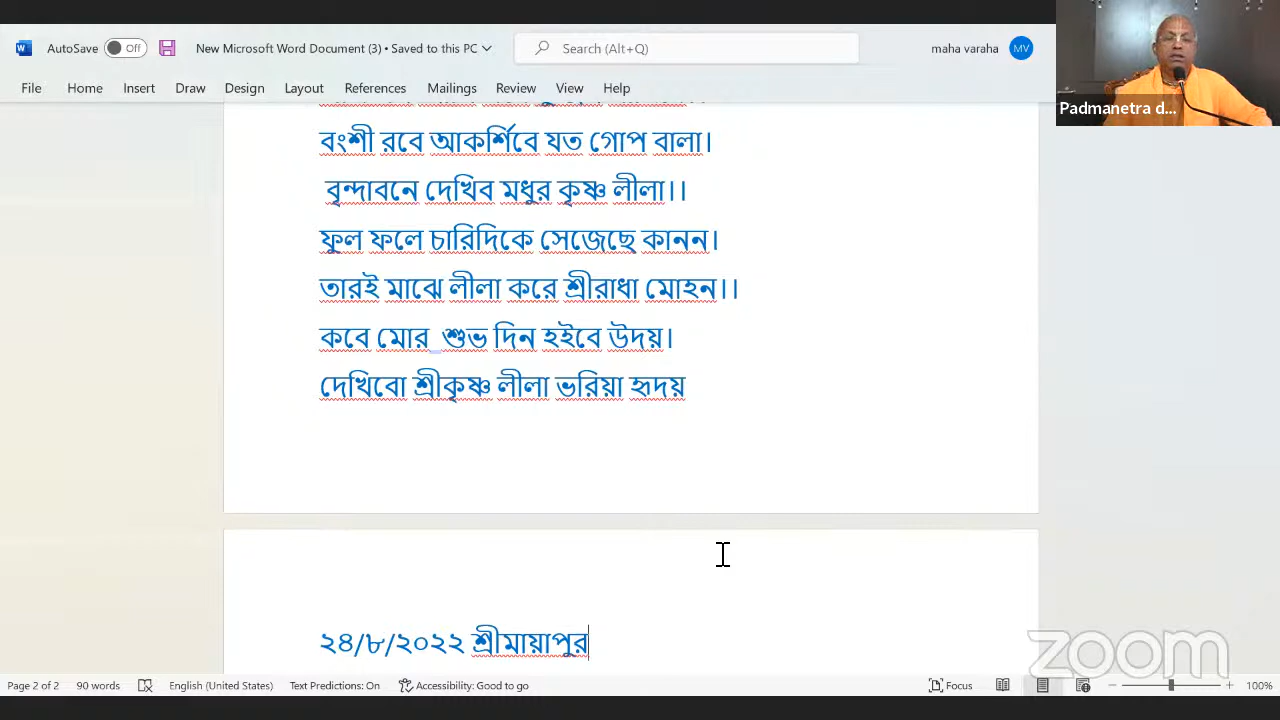 AutoSave Off New Microsoft Word Document (3) • Saved to this PC Search (Alt+Q) maha varaha MV
File Home Insert Draw Design Layout References Mailings Review View Help
Padmanetra d...
বংশী রবে আকর্শিবে যত গোপ বালা।
বৃন্দাবনে দেখিব মধুর কৃষ্ণ লীলা।।
ফুল ফলে চারিদিকে সেজেছে কানন।
তারই মাঝে লীলা করে শ্রীরাধা মোহন।।
কবে মোর শুভ দিন হইবে উদয়।
দেখিবো শ্রীকৃষ্ণ লীলা ভরিয়া হৃদয়
২৪/৮/২০২২ শ্রীমায়াপুর
zoom
Page 2 of 2 90 words English (United States) Text Predictions: On Accessibility: Good to go Focus 100%